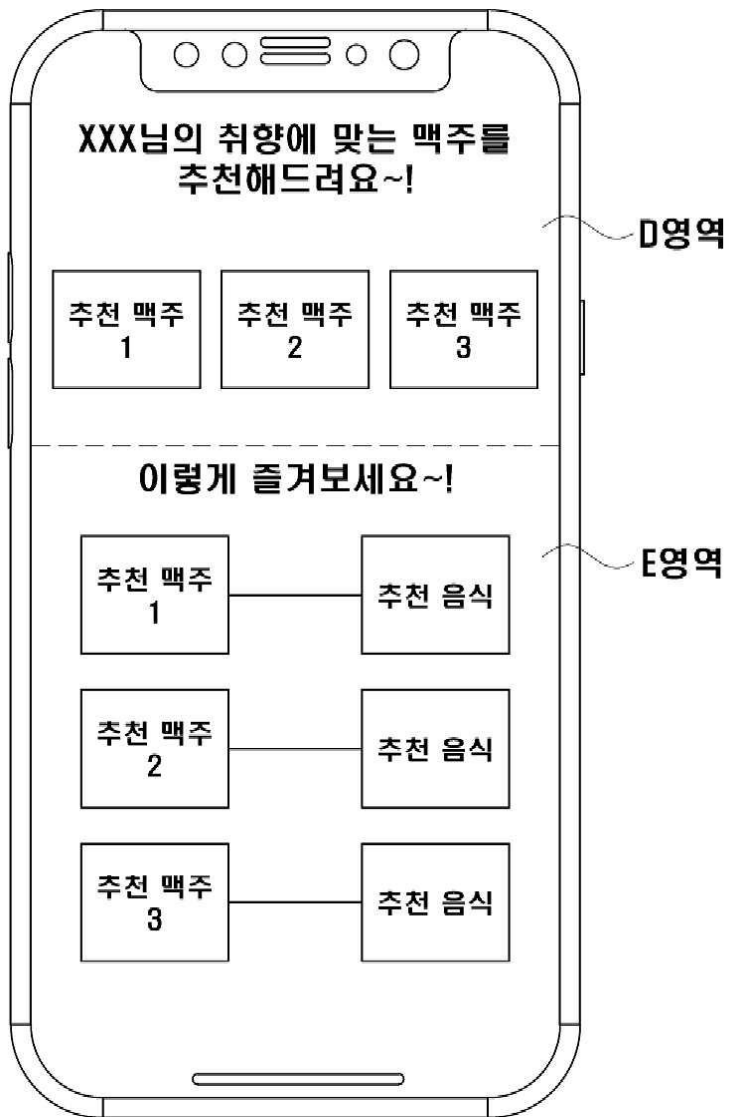 XXX님의 취향에 맞는 맥주를
추천해드려요~!
D영역
추천 맥주
1
추천 맥주
2
추천 맥주
3
이렇게 즐겨보세요~!
E영역
추천 맥주
1
추천 음식
추천 맥주
2
추천 음식
추천 맥주
3
추천 음식